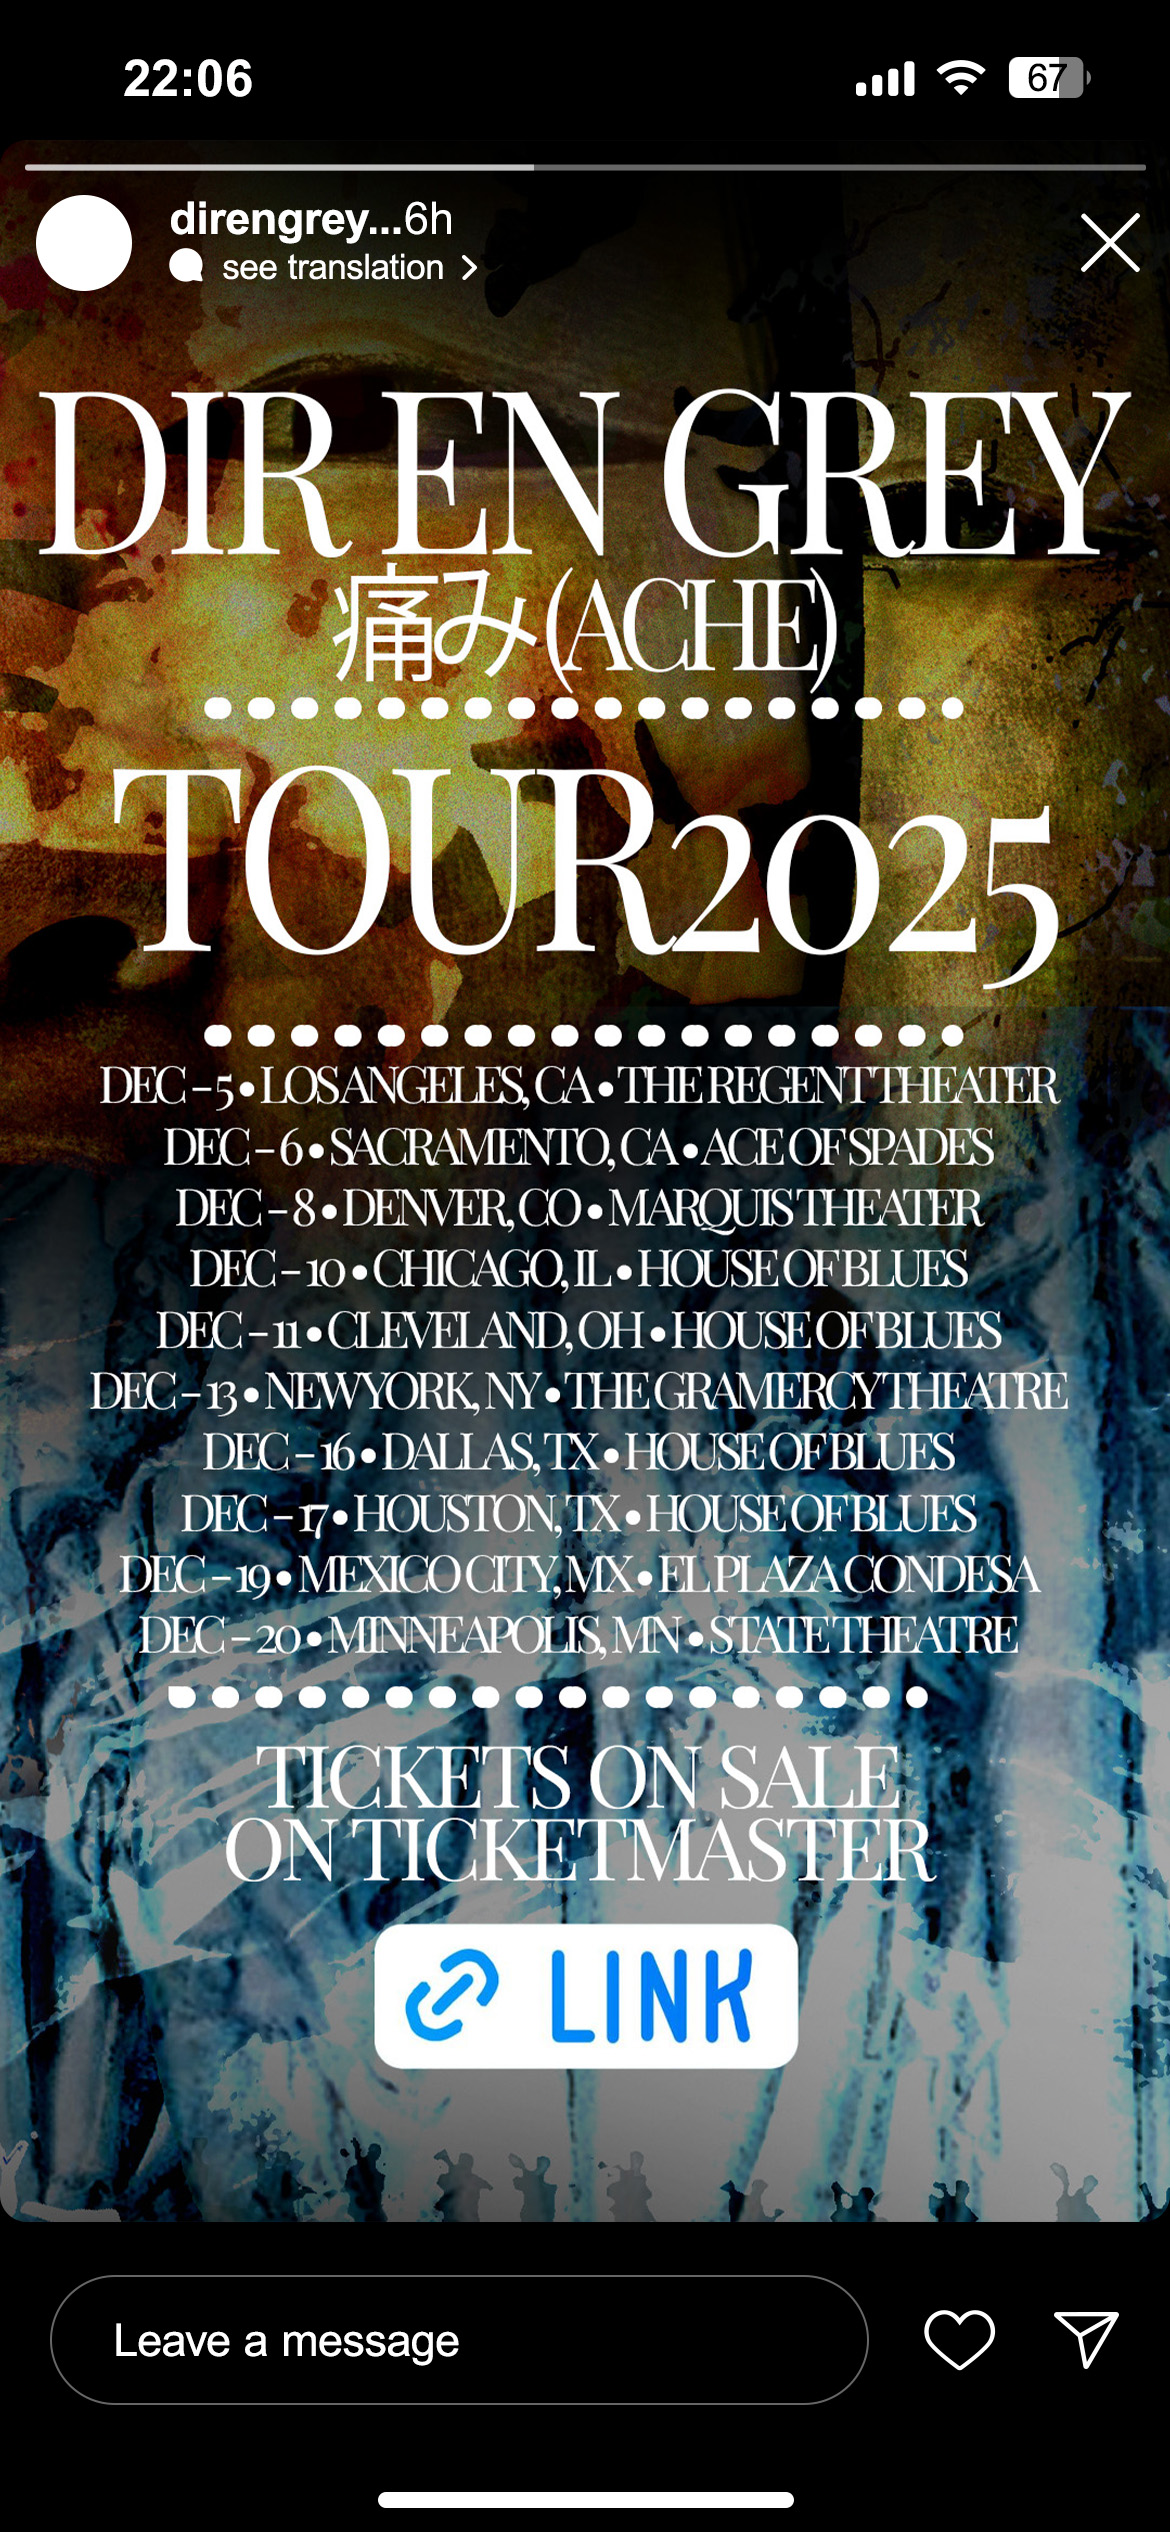 22:06
67
direngrey...6h
see translation
DIR EN GREY
痛み (ACHE)
TOUR2025
DEC – 5 • LOS ANGELES, CA • THE REGENT THEATER
DEC – 6 • SACRAMENTO, CA • ACE OF SPADES
DEC – 8 • DENVER, CO • MARQUIS THEATER
DEC – 10 • CHICAGO, IL • HOUSE OF BLUES
DEC – 11 • CLEVELAND, OH • HOUSE OF BLUES
DEC – 13 • NEW YORK, NY • THE GRAMERCY THEATRE
DEC – 16 • DALLAS, TX • HOUSE OF BLUES
DEC – 17 • HOUSTON, TX • HOUSE OF BLUES
DEC – 19 • MEXICO CITY, MX • EL PLAZA CONDESA
DEC – 20 • MINNEAPOLIS, MN • STATE THEATRE
TICKETS ON SALE
ON TICKETMASTER
LINK
Leave a message